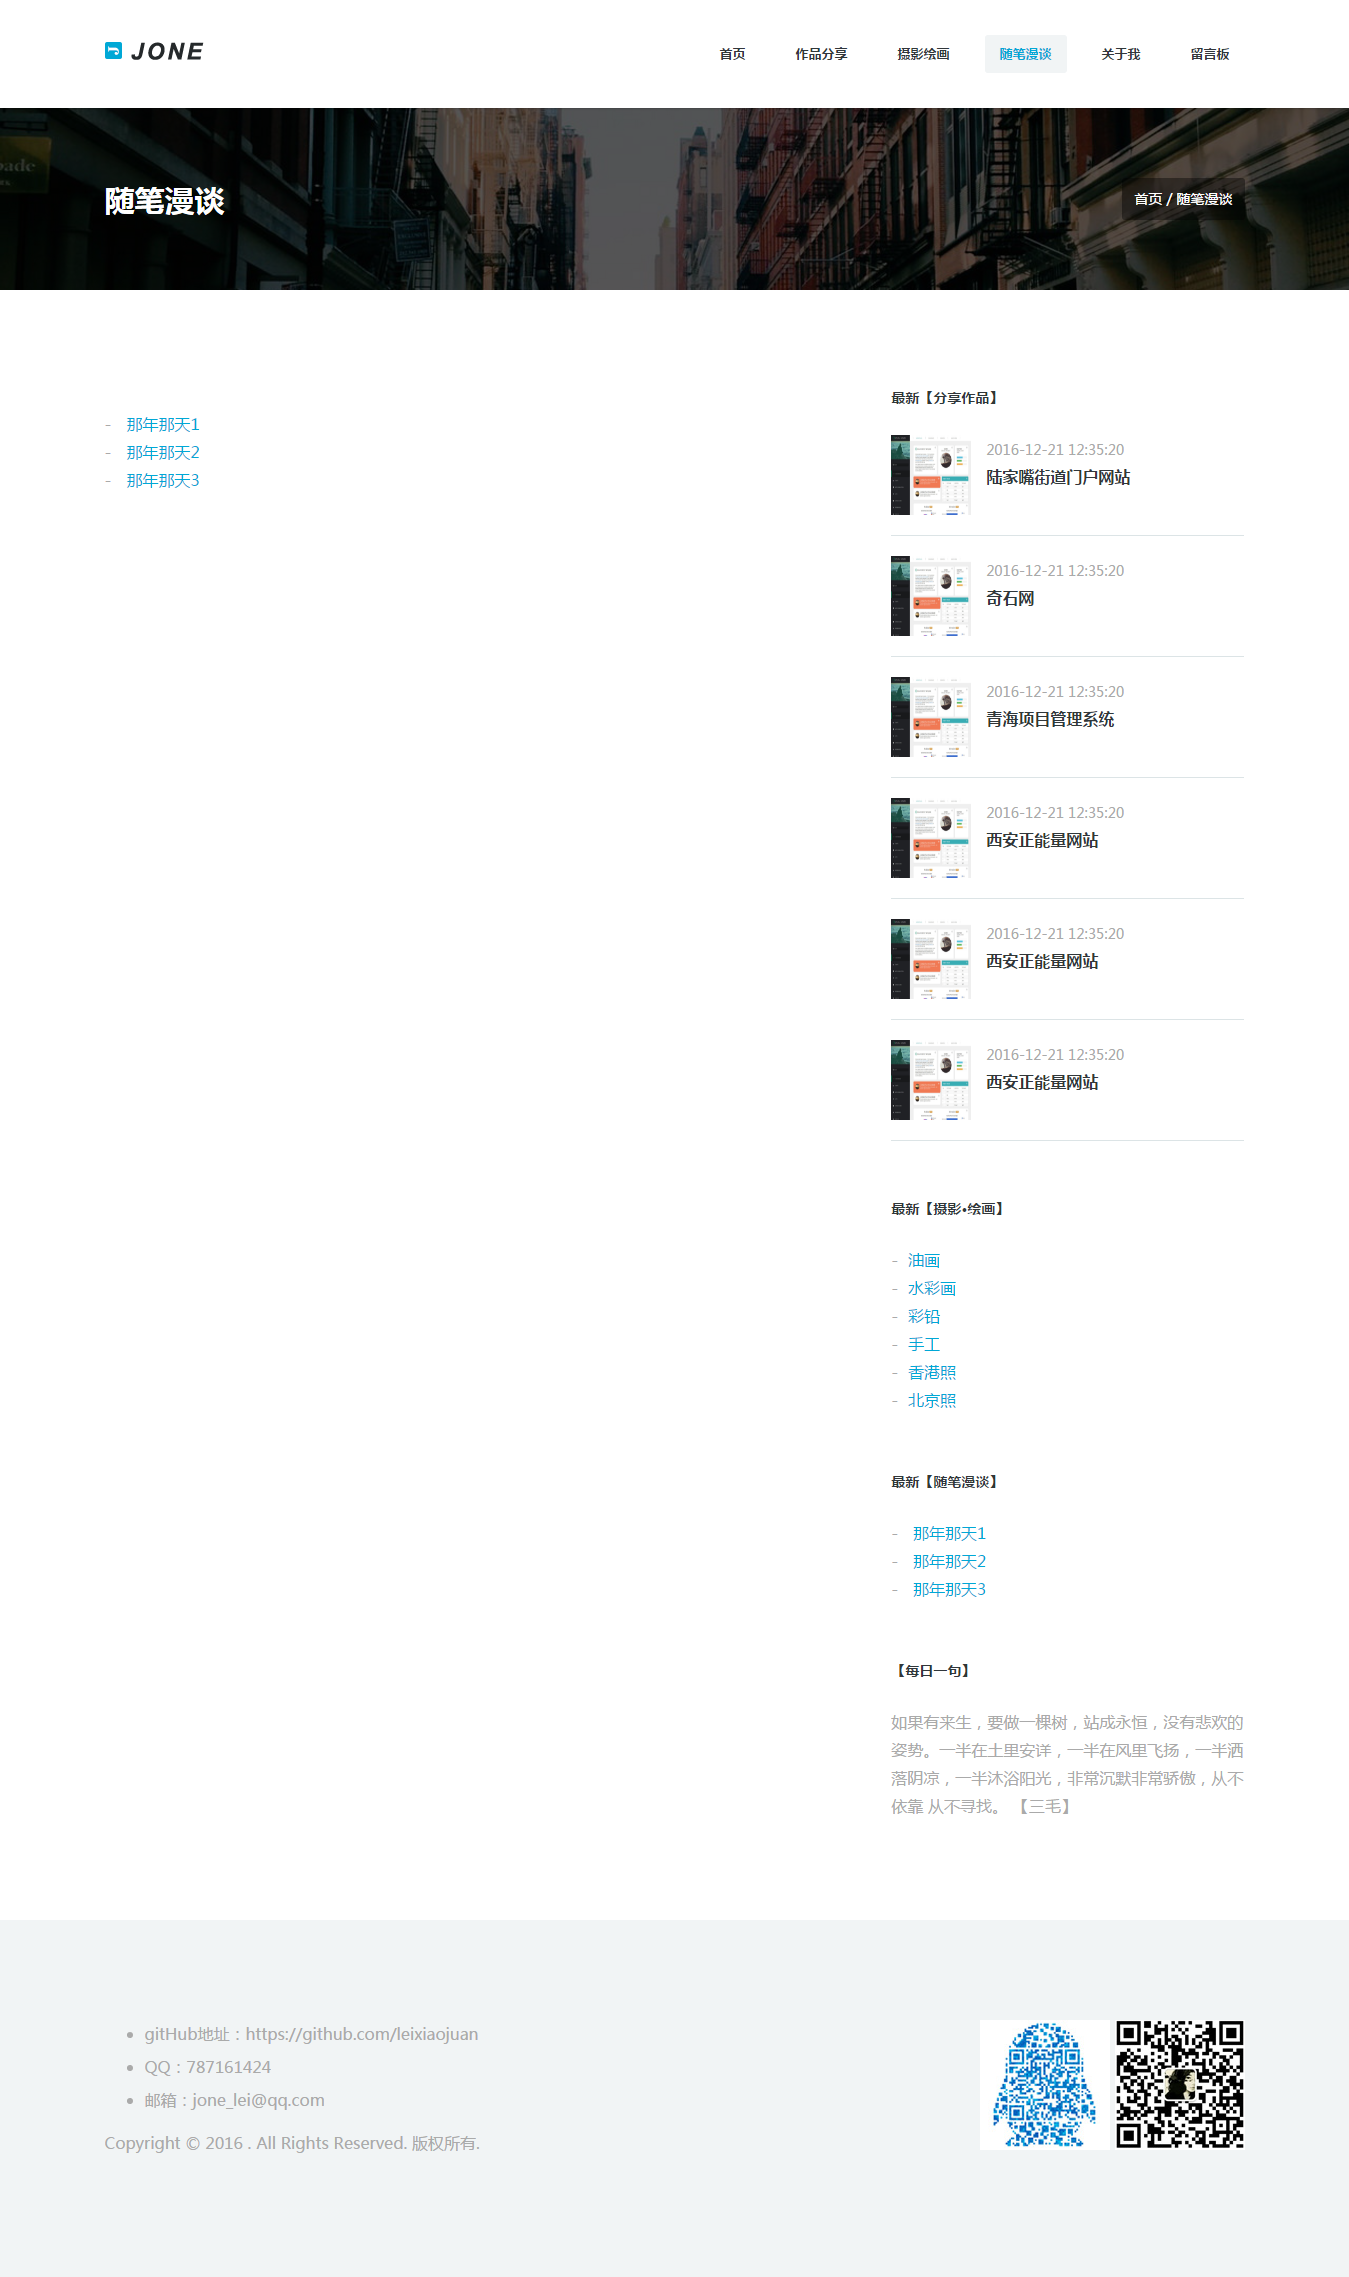 JONE
首页
作品分享
摄影绘画
随笔漫谈
关于我
留言板
随笔漫谈
首页 / 随笔漫谈
- 那年那天1
- 那年那天2
- 那年那天3
最新【分享作品】
2016-12-21 12:35:20
陆家嘴街道门户网站
2016-12-21 12:35:20
奇石网
2016-12-21 12:35:20
青海项目管理系统
2016-12-21 12:35:20
西安正能量网站
2016-12-21 12:35:20
西安正能量网站
2016-12-21 12:35:20
西安正能量网站
最新【摄影•绘画】
- 油画
- 水彩画
- 彩铅
- 手工
- 香港照
- 北京照
最新【随笔漫谈】
- 那年那天1
- 那年那天2
- 那年那天3
【每日一句】
如果有来生，要做一棵树，站成永恒，没有悲欢的
姿势。一半在土里安详，一半在风里飞扬，一半洒
落阴凉，一半沐浴阳光，非常沉默非常骄傲，从不
依靠 从不寻找。 【三毛】
• gitHub地址：https://github.com/leixiaojuan
• QQ：787161424
• 邮箱：jone_lei@qq.com
Copyright © 2016 . All Rights Reserved. 版权所有.